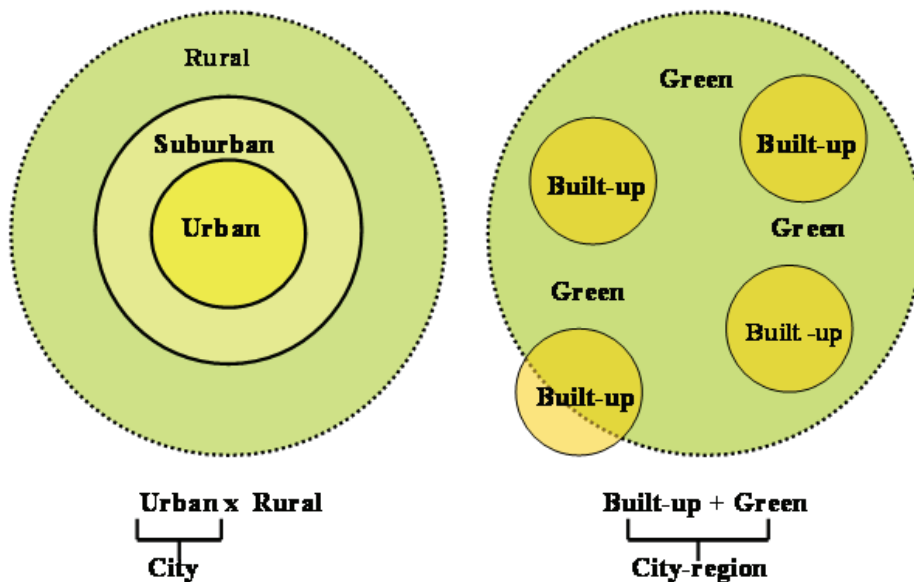 Rural
Suburban
Urban
Urban x Rural
City
Green
Built-up
Built-up
Green
Green
Built -up
Built-up
Built-up + Green
City-region